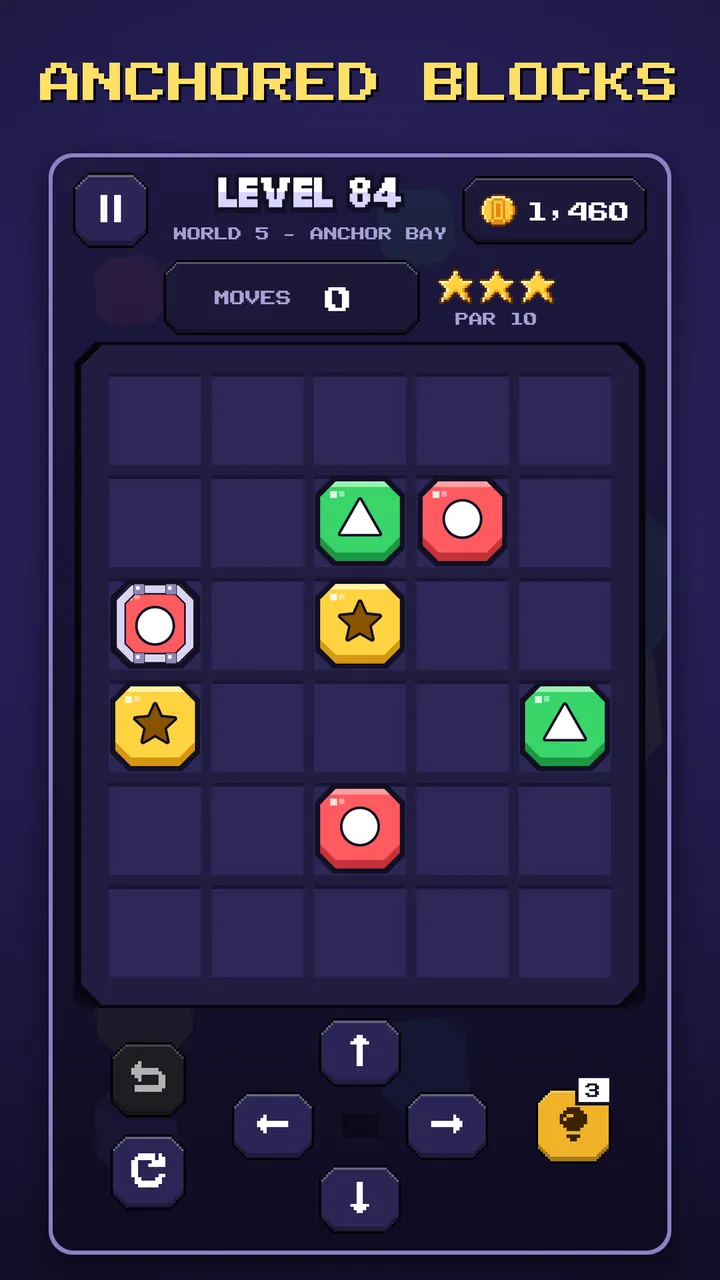 ANCHORED BLOCKS
LEVEL 84
1,460
WORLD 5 - ANCHOR BAY
MOVES 0
PAR 10
3